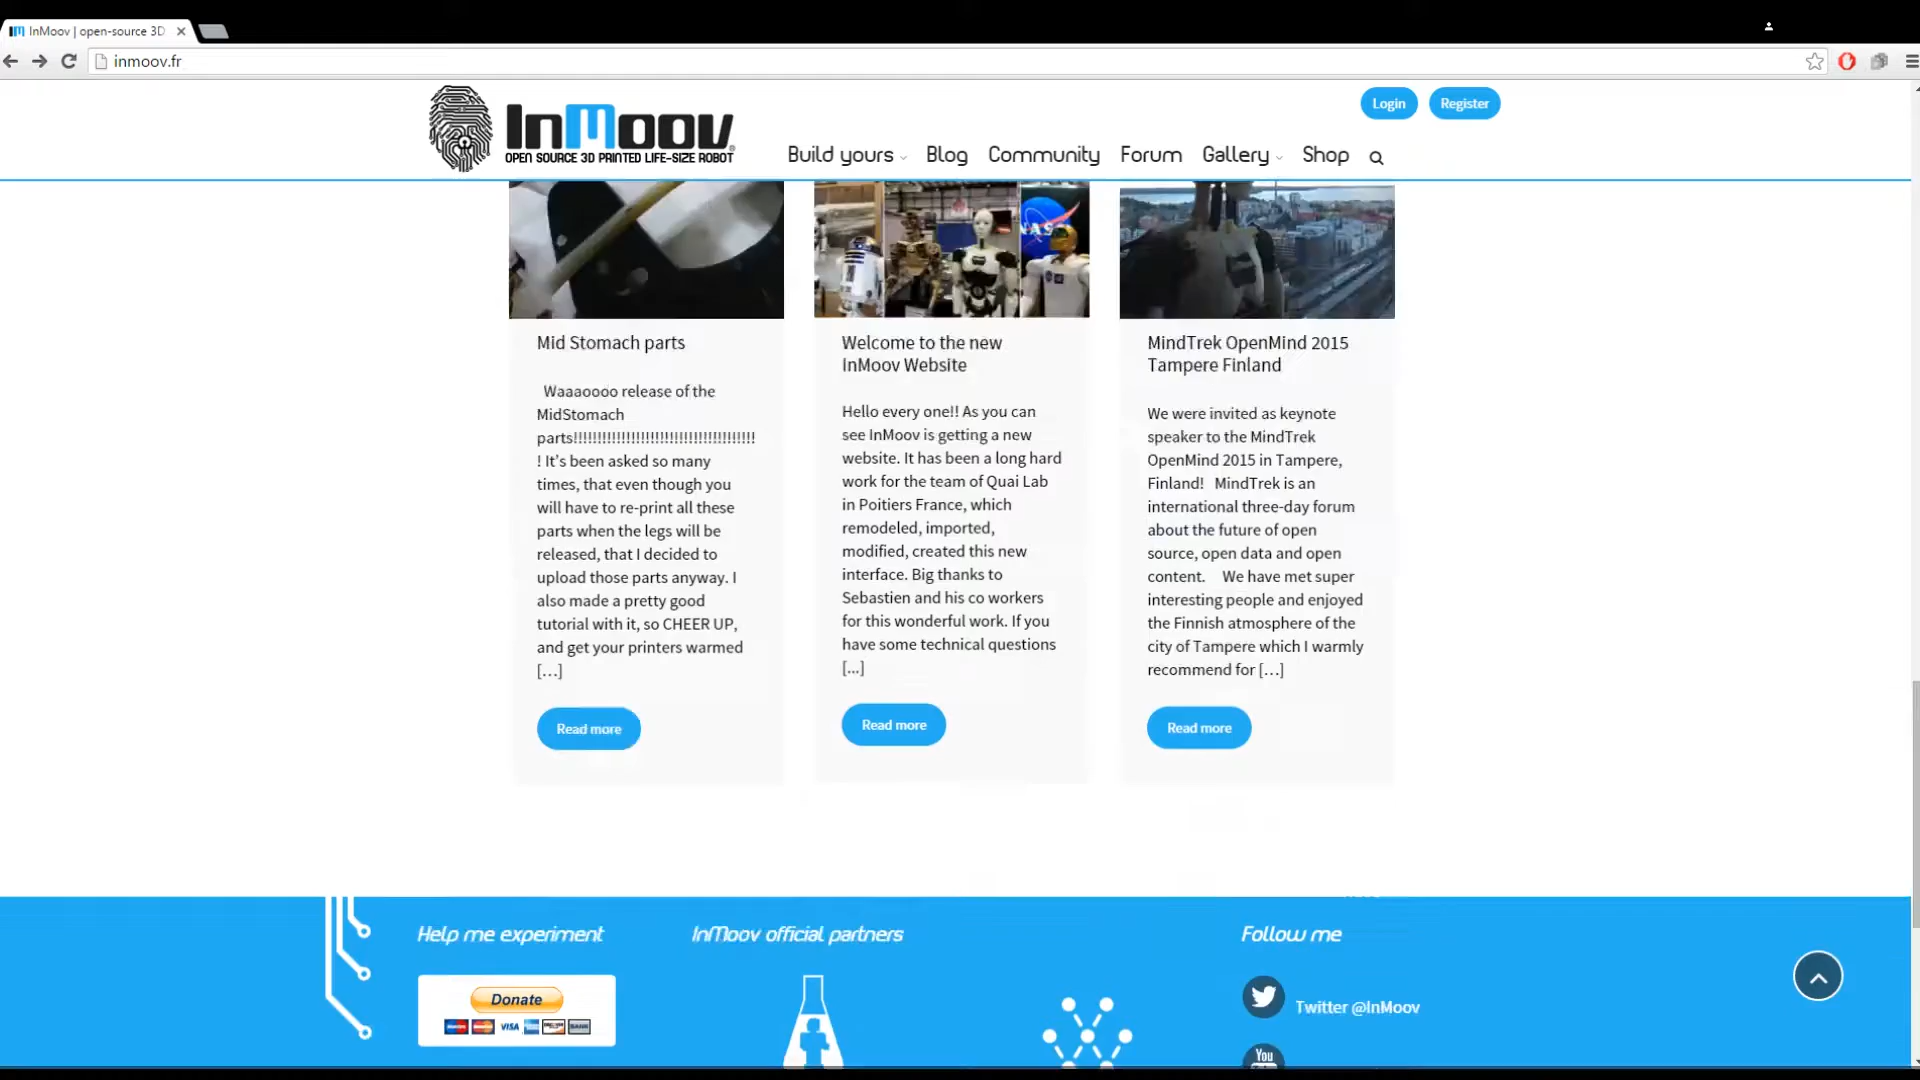 InMoov | open-source 3D
inmoov.fr
InMoov
OPEN SOURCE 3D PRINTED LIFE-SIZE ROBOT
Login
Register
Build yours
Blog
Community
Forum
Gallery
Shop
NASA
Mid Stomach parts
Waaaoooo release of the
MidStomach
parts!!!!!!!!!!!!!!!!!!!!!!!!!!!!!!!!!!!!!!
! It's been asked so many
times, that even though you
will have to re-print all these
parts when the legs will be
released, that I decided to
upload those parts anyway. I
also made a pretty good
tutorial with it, so CHEER UP,
and get your printers warmed
[…]
Read more
Welcome to the new
InMoov Website
Hello every one!! As you can
see InMoov is getting a new
website. It has been a long hard
work for the team of Quai Lab
in Poitiers France, which
remodeled, imported,
modified, created this new
interface. Big thanks to
Sebastien and his co workers
for this wonderful work. If you
have some technical questions
[…]
Read more
MindTrek OpenMind 2015
Tampere Finland
We were invited as keynote
speaker to the MindTrek
OpenMind 2015 in Tampere,
Finland! MindTrek is an
international three-day forum
about the future of open
source, open data and open
content. We have met super
interesting people and enjoyed
the Finnish atmosphere of the
city of Tampere which I warmly
recommend for […]
Read more
Help me experiment
Donate
VISA
BANK
InMoov official partners
Follow me
Twitter @InMoov
You